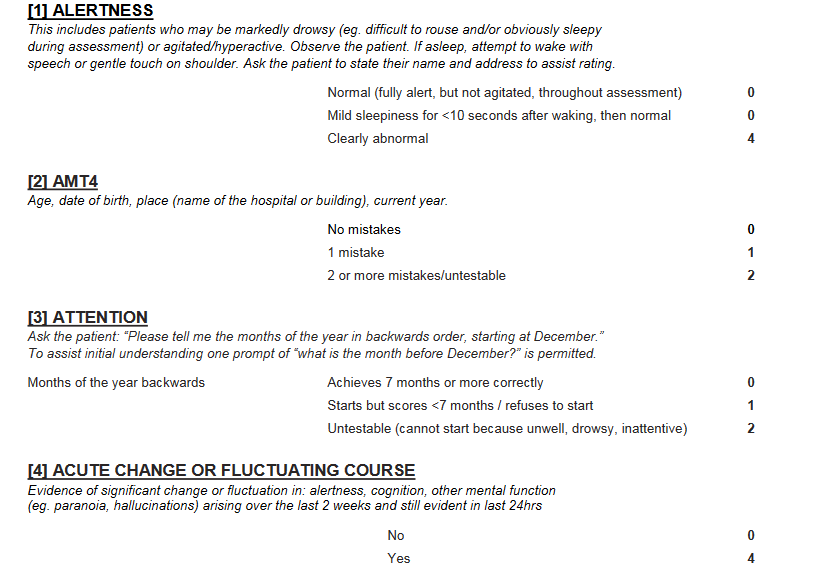 [1] ALERTNESS
This includes patients who may be markedly drowsy (eg. difficult to rouse and/or obviously sleepy
during assessment) or agitated/hyperactive. Observe the patient. If asleep, attempt to wake with
speech or gentle touch on shoulder. Ask the patient to state their name and address to assist rating.
Normal (fully alert, but not agitated, throughout assessment) 0
Mild sleepiness for <10 seconds after waking, then normal 0
Clearly abnormal 4
[2] AMT4
Age, date of birth, place (name of the hospital or building), current year.
No mistakes 0
1 mistake 1
2 or more mistakes/untestable 2
[3] ATTENTION
Ask the patient: “Please tell me the months of the year in backwards order, starting at December.”
To assist initial understanding one prompt of “what is the month before December?” is permitted.
Months of the year backwards Achieves 7 months or more correctly 0
Starts but scores <7 months / refuses to start 1
Untestable (cannot start because unwell, drowsy, inattentive) 2
[4] ACUTE CHANGE OR FLUCTUATING COURSE
Evidence of significant change or fluctuation in: alertness, cognition, other mental function
(eg. paranoia, hallucinations) arising over the last 2 weeks and still evident in last 24hrs
No 0
Yes 4